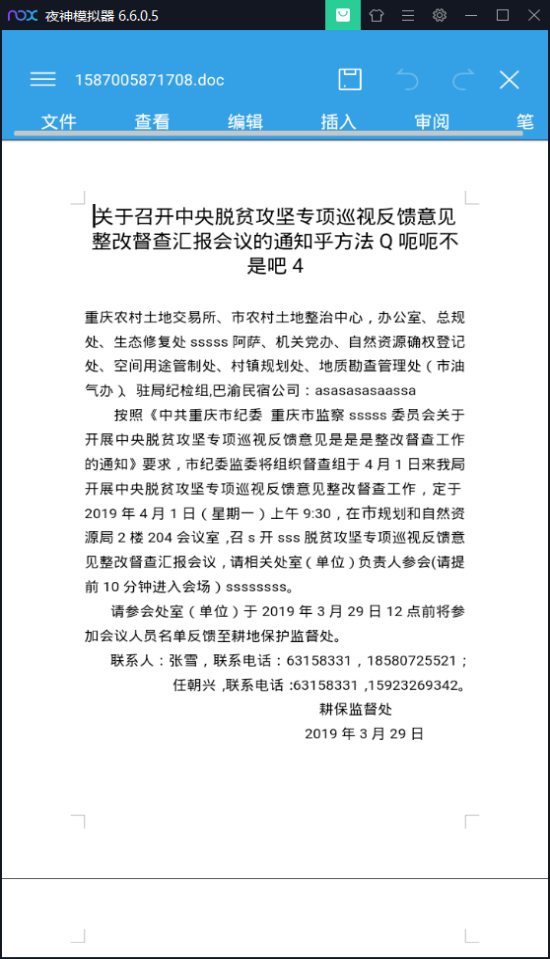 nox 夜神模拟器 6.6.0.5
1587005871708.doc
文件 查看 编辑 插入 审阅 笔
关于召开中央脱贫攻坚专项巡视反馈意见
整改督查汇报会议的通知乎方法 Q 呃呃不
是吧 4
重庆农村土地交易所、市农村土地整治中心，办公室、总规
处、生态修复处 sssss 阿萨、机关党办、自然资源确权登记
处、空间用途管制处、村镇规划处、地质勘查管理处（市油
气办）、驻局纪检组,巴渝民宿公司：asasasasaassa
按照《中共重庆市纪委 重庆市监察 sssss 委员会关于
开展中央脱贫攻坚专项巡视反馈意见是是是整改督查工作
的通知》要求，市纪委监委将组织督查组于 4 月 1 日来我局
开展中央脱贫攻坚专项巡视反馈意见整改督查工作，定于
2019 年 4 月 1 日（星期一）上午 9:30，在市规划和自然资
源局 2 楼 204 会议室 ,召 s 开 sss 脱贫攻坚专项巡视反馈意
见整改督查汇报会议，请相关处室（单位）负责人参会(请提
前 10 分钟进入会场）ssssssss。
请参会处室（单位）于 2019 年 3 月 29 日 12 点前将参
加会议人员名单反馈至耕地保护监督处。
联系人：张雪，联系电话：63158331，18580725521；
任朝兴 ,联系电话 :63158331 ,15923269342。
耕保监督处
2019 年 3 月 29 日